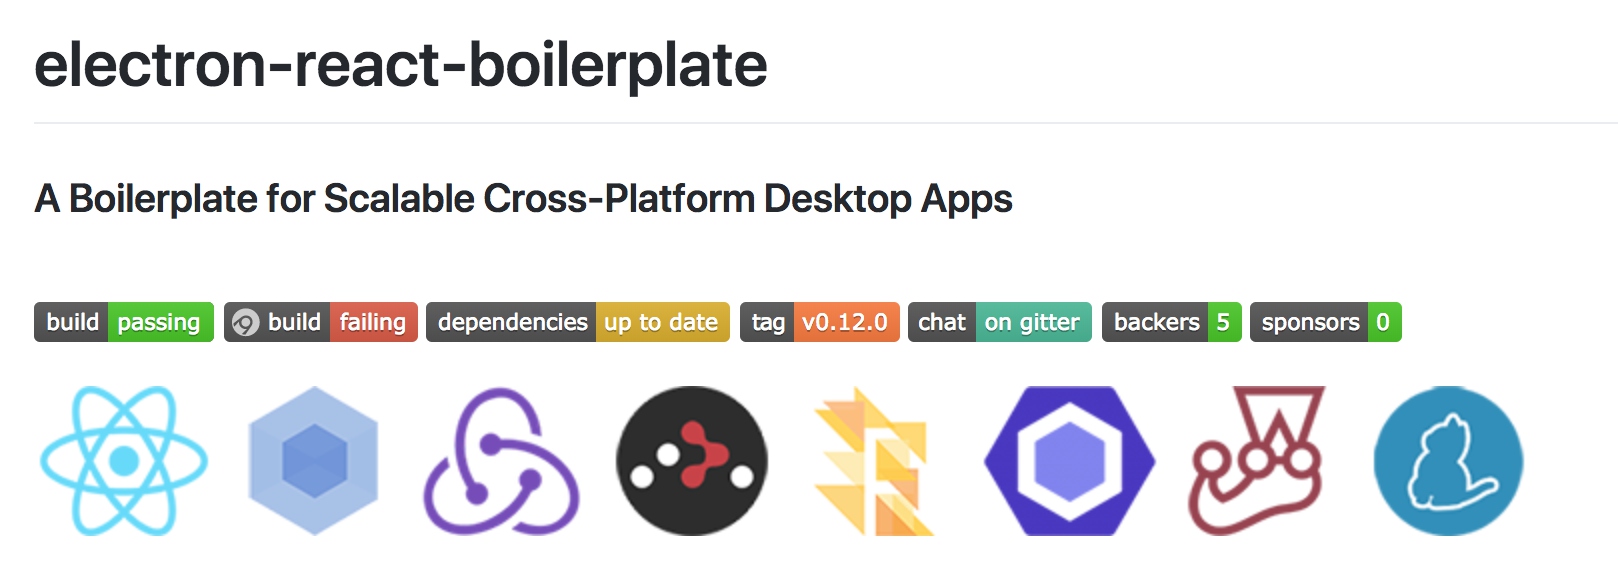 electron-react-boilerplate
A Boilerplate for Scalable Cross-Platform Desktop Apps
build passing build failing dependencies up to date tag v0.12.0 chat on gitter backers 5 sponsors 0